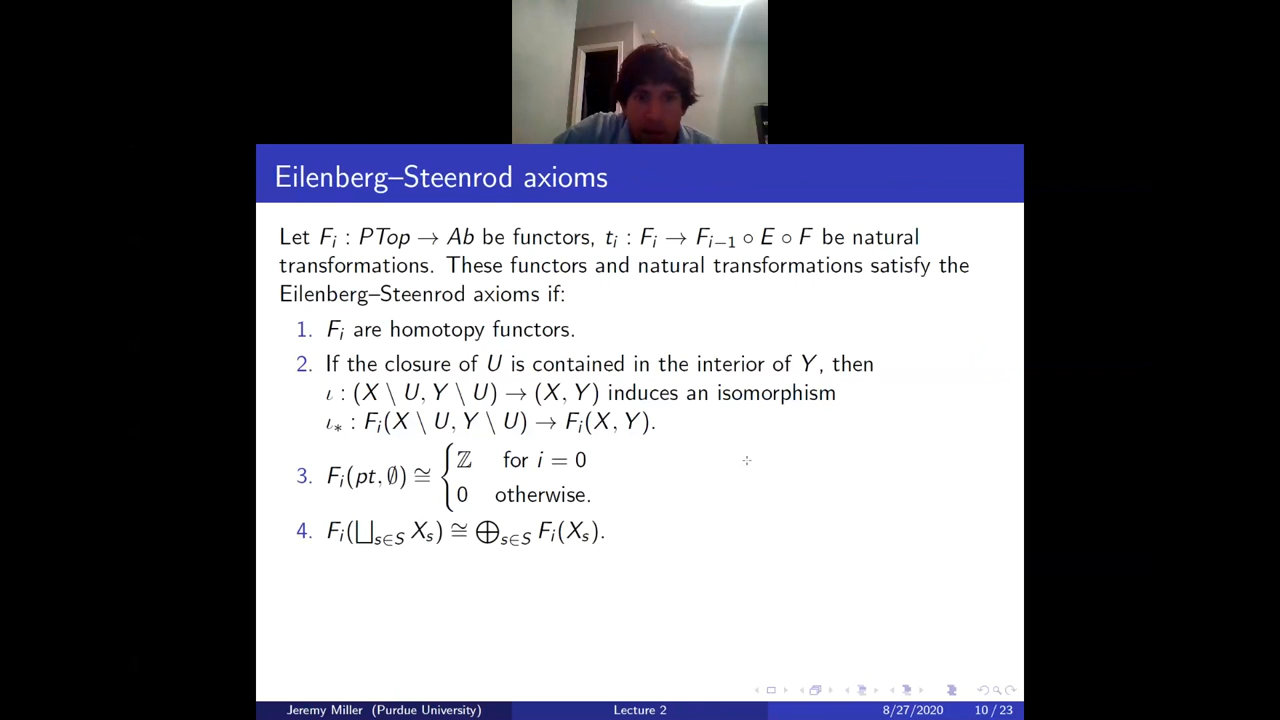 Eilenberg–Steenrod axioms
Let F_i : PTop → Ab be functors, t_i : F_i → F_{i−1} ∘ E ∘ F be natural
transformations. These functors and natural transformations satisfy the
Eilenberg–Steenrod axioms if:
1. F_i are homotopy functors.
2. If the closure of U is contained in the interior of Y, then
ι : (X \ U, Y \ U) → (X, Y) induces an isomorphism
ι_* : F_i(X \ U, Y \ U) → F_i(X, Y).
3. F_i(pt, ∅) ≅ { ℤ for i = 0
0 otherwise.
4. F_i(⨆_{s∈S} X_s) ≅ ⨁_{s∈S} F_i(X_s).
Jeremy Miller (Purdue University) Lecture 2 8/27/2020 10 / 23